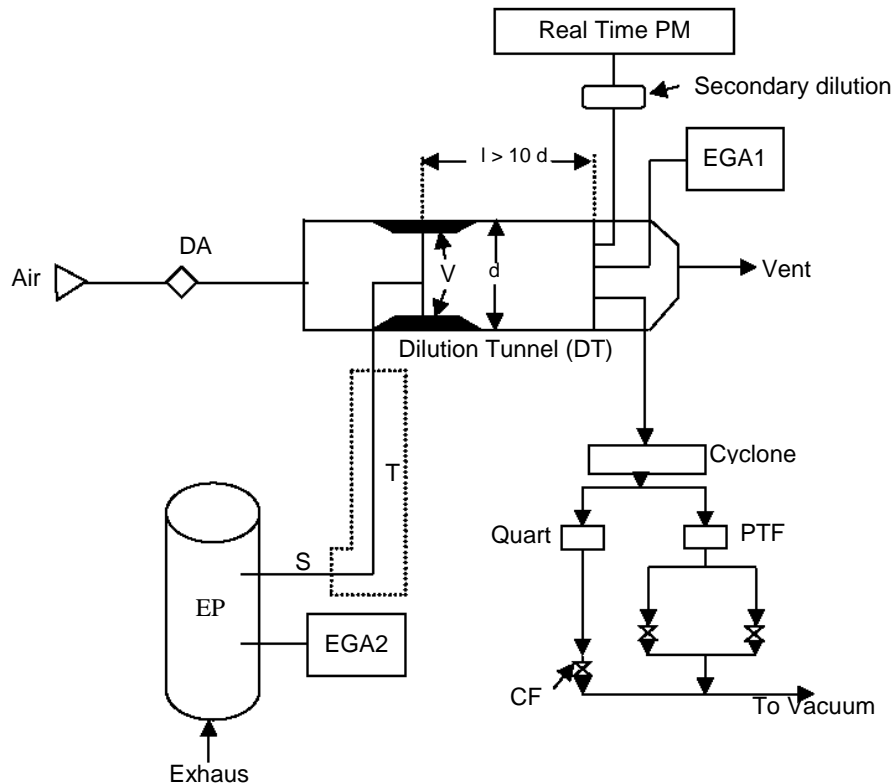 Real Time PM
Secondary dilution
l > 10 d
EGA1
DA
Air
V
d
Vent
Dilution Tunnel (DT)
Cyclone
T
Quart
PTF
S
EP
EGA2
CF
To Vacuum
Exhaus